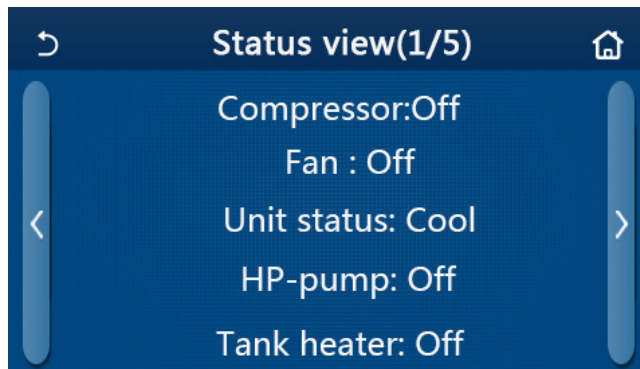 Status view(1/5)
Compressor:Off
Fan : Off
Unit status: Cool
HP-pump: Off
Tank heater: Off